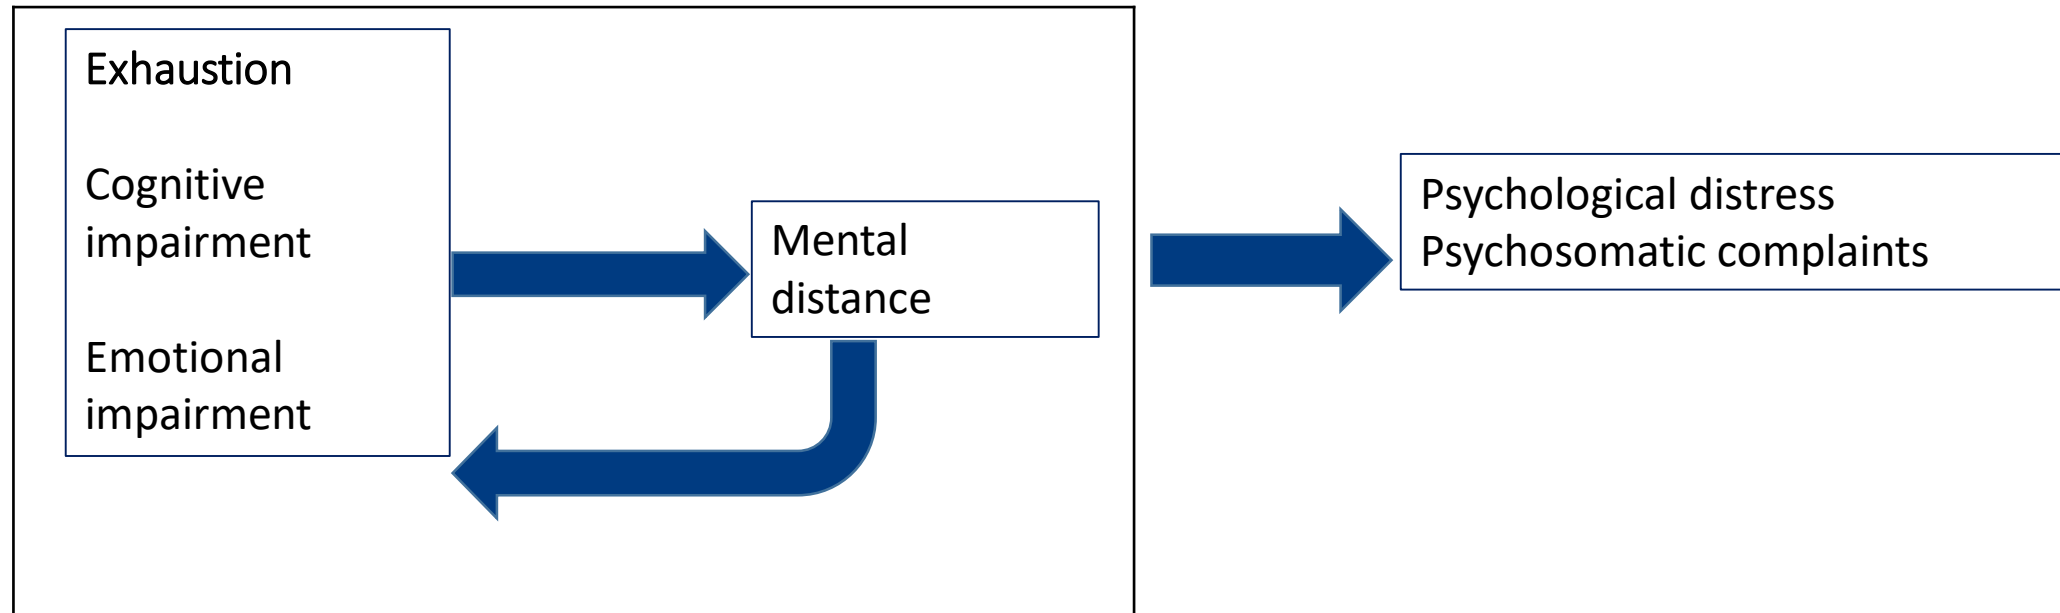 Exhaustion
Cognitive
impairment
Emotional
impairment
Mental
distance
Psychological distress
Psychosomatic complaints